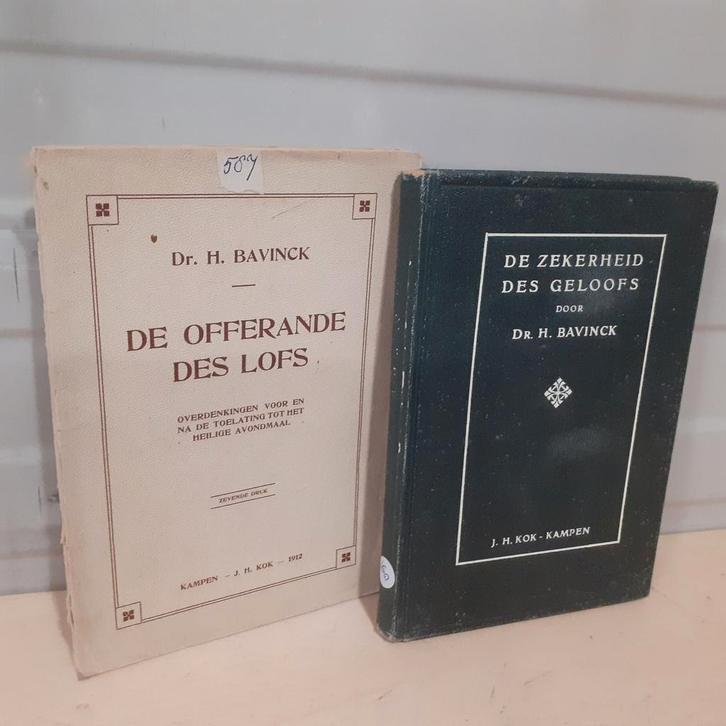 587
Dr. H. BAVINCK
DE OFFERANDE
DES LOFS
OVERDENKINGEN VOOR EN
NA DE TOELATING TOT HET
HEILIGE AVONDMAAL
ZEVENDE DRUK
KAMPEN – J. H. KOK – 1912
DE ZEKERHEID
DES GELOOFS
DOOR
DR. H. BAVINCK
J. H. KOK - KAMPEN